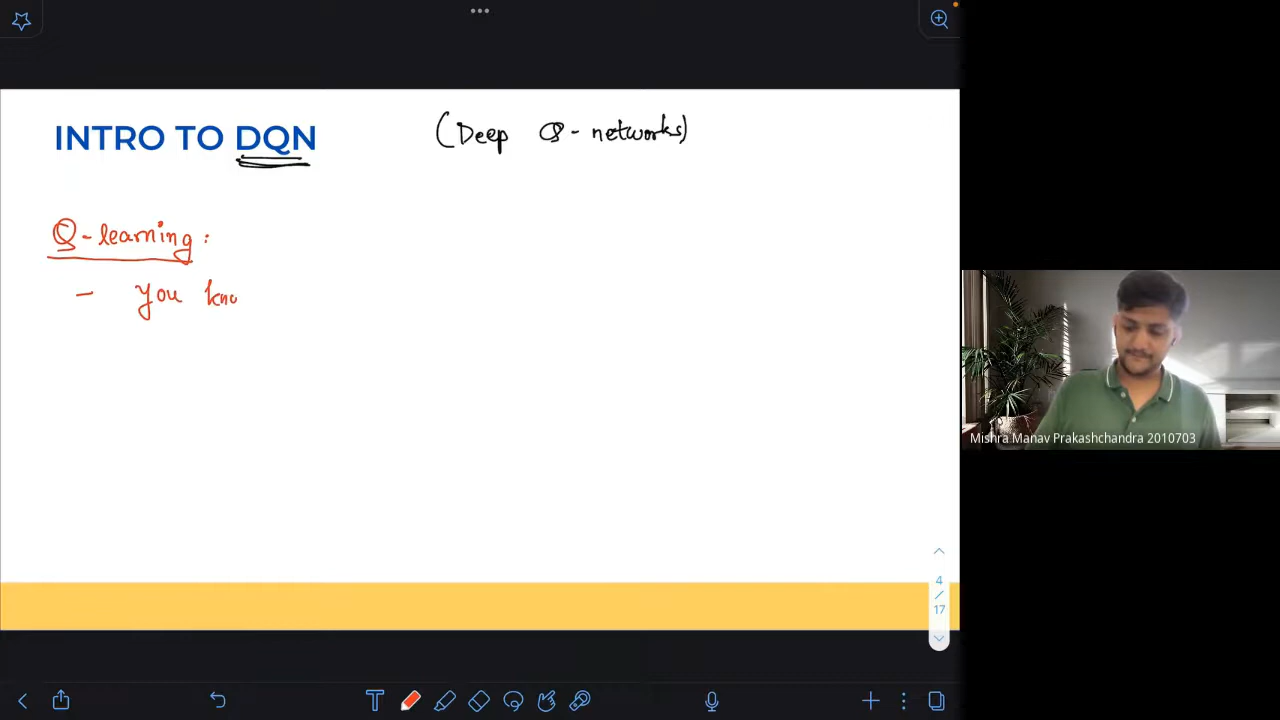 INTRO TO DQN (Deep Q-networks)
Q-learning:
- you kno
4
/
17
Mishra Manav Prakashchandra 2010703